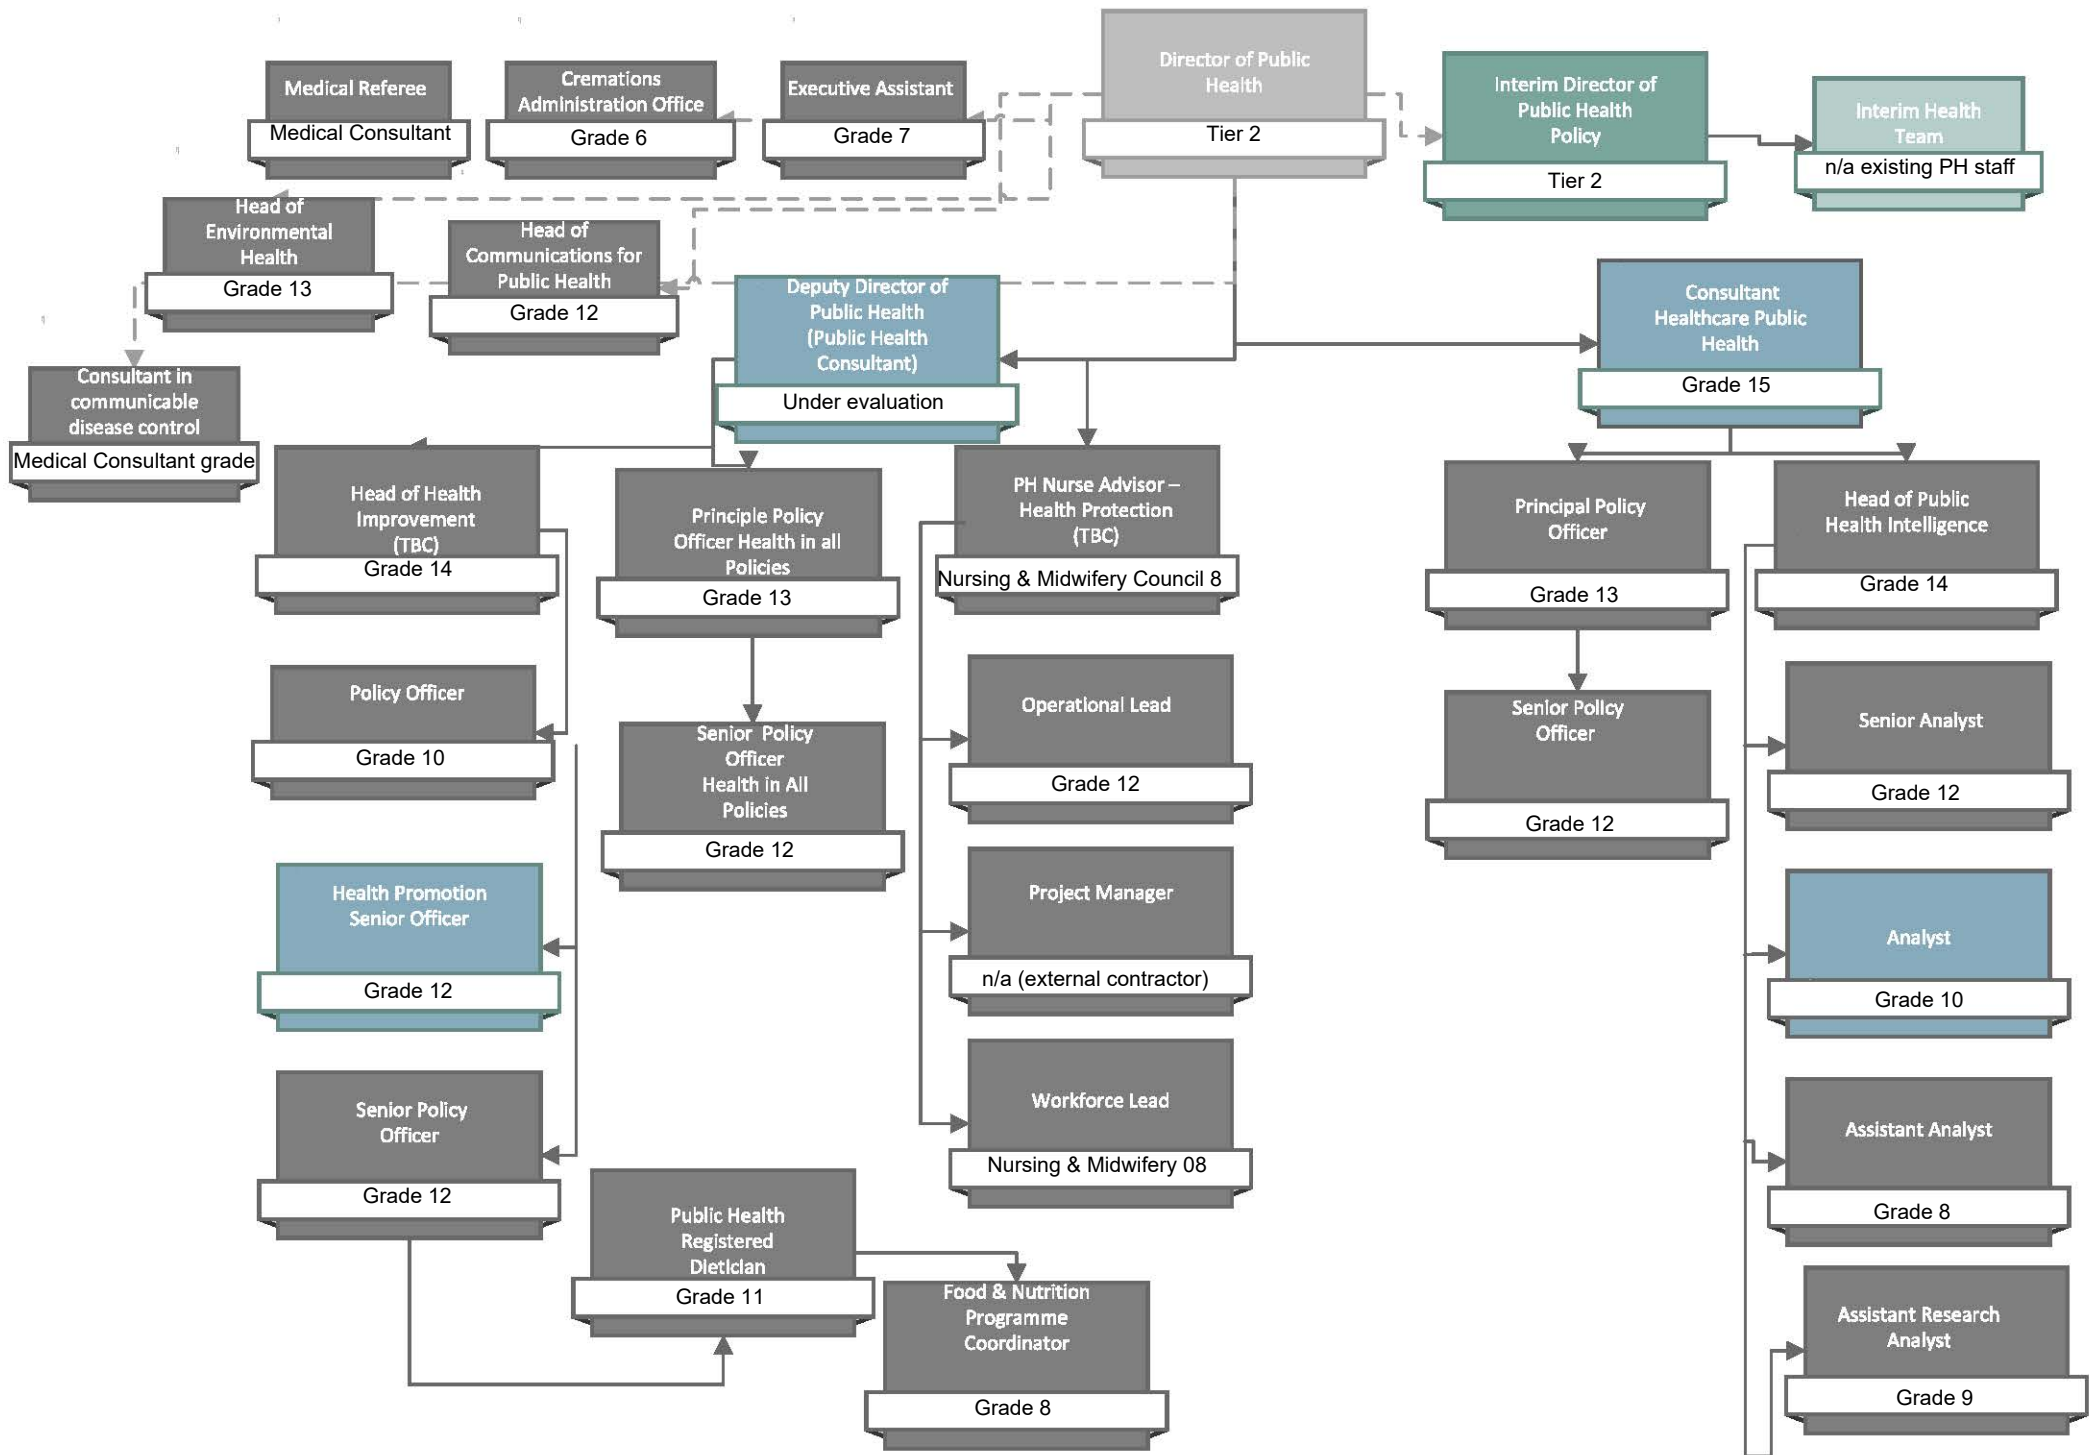 Director of Public
Health
Tier 2
Medical Referee
Medical Consultant
Cremations
Administration Office
Grade 6
Executive Assistant
Grade 7
Interim Director of
Public Health
Policy
Tier 2
Interim Health
Team
n/a existing PH staff
Head of
Environmental
Health
Grade 13
Head of
Communications for
Public Health
Grade 12
Deputy Director of
Public Health
(Public Health
Consultant)
Under evaluation
Consultant
Healthcare Public
Health
Grade 15
Consultant in
communicable
disease control
Medical Consultant grade
Head of Health
Improvement
(TBC)
Grade 14
Principle Policy
Officer Health in all
Policies
Grade 13
PH Nurse Advisor –
Health Protection
(TBC)
Nursing & Midwifery Council 8
Principal Policy
Officer
Grade 13
Head of Public
Health Intelligence
Grade 14
Policy Officer
Grade 10
Senior Policy
Officer
Health in All
Policies
Grade 12
Operational Lead
Grade 12
Senior Policy
Officer
Grade 12
Senior Analyst
Grade 12
Health Promotion
Senior Officer
Grade 12
Project Manager
n/a (external contractor)
Analyst
Grade 10
Senior Policy
Officer
Grade 12
Workforce Lead
Nursing & Midwifery 08
Assistant Analyst
Grade 8
Public Health
Registered
Dietician
Grade 11
Food & Nutrition
Programme
Coordinator
Grade 8
Assistant Research
Analyst
Grade 9